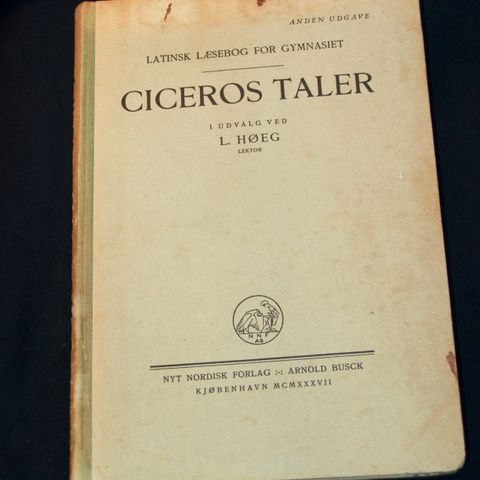 ANDEN UDGAVE
LATINSK LÆSEBOG FOR GYMNASIET
CICEROS TALER
I UDVALG VED
L. HØEG
LEKTOR
NNF
AB
NYT NORDISK FORLAG :-: ARNOLD BUSCK
KJØBENHAVN MCMXXXVII